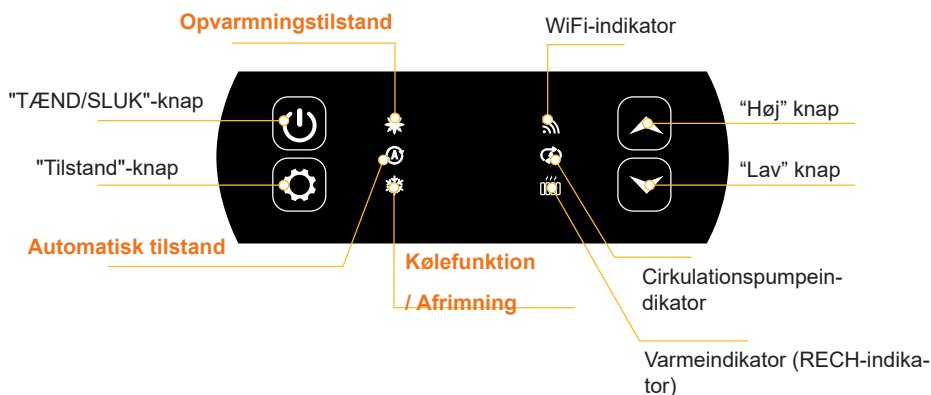 Opvarmningstilstand
WiFi-indikator
"TÆND/SLUK"-knap
“Høj” knap
"Tilstand"-knap
“Lav” knap
A
Automatisk tilstand
Kølefunktion
/ Afrimning
Cirkulationspumpein-
dikator
Varmeindikator (RECH-indika-
tor)